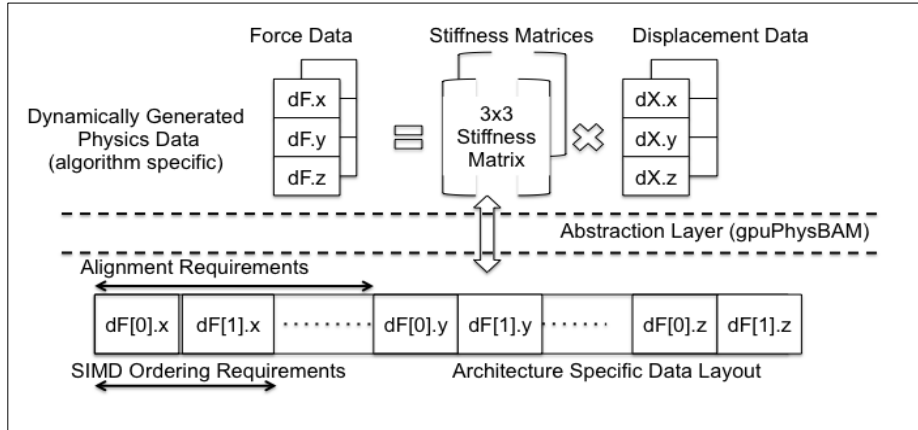 Force Data
Stiffness Matrices
Displacement Data
Dynamically Generated
Physics Data
(algorithm specific)
dF.x
dF.y
dF.z
=
3x3
Stiffness
Matrix
×
dX.x
dX.y
dX.z
Abstraction Layer (gpuPhysBAM)
Alignment Requirements
dF[0].x dF[1].x ........ dF[0].y dF[1].y ...... dF[0].z dF[1].z
SIMD Ordering Requirements
Architecture Specific Data Layout